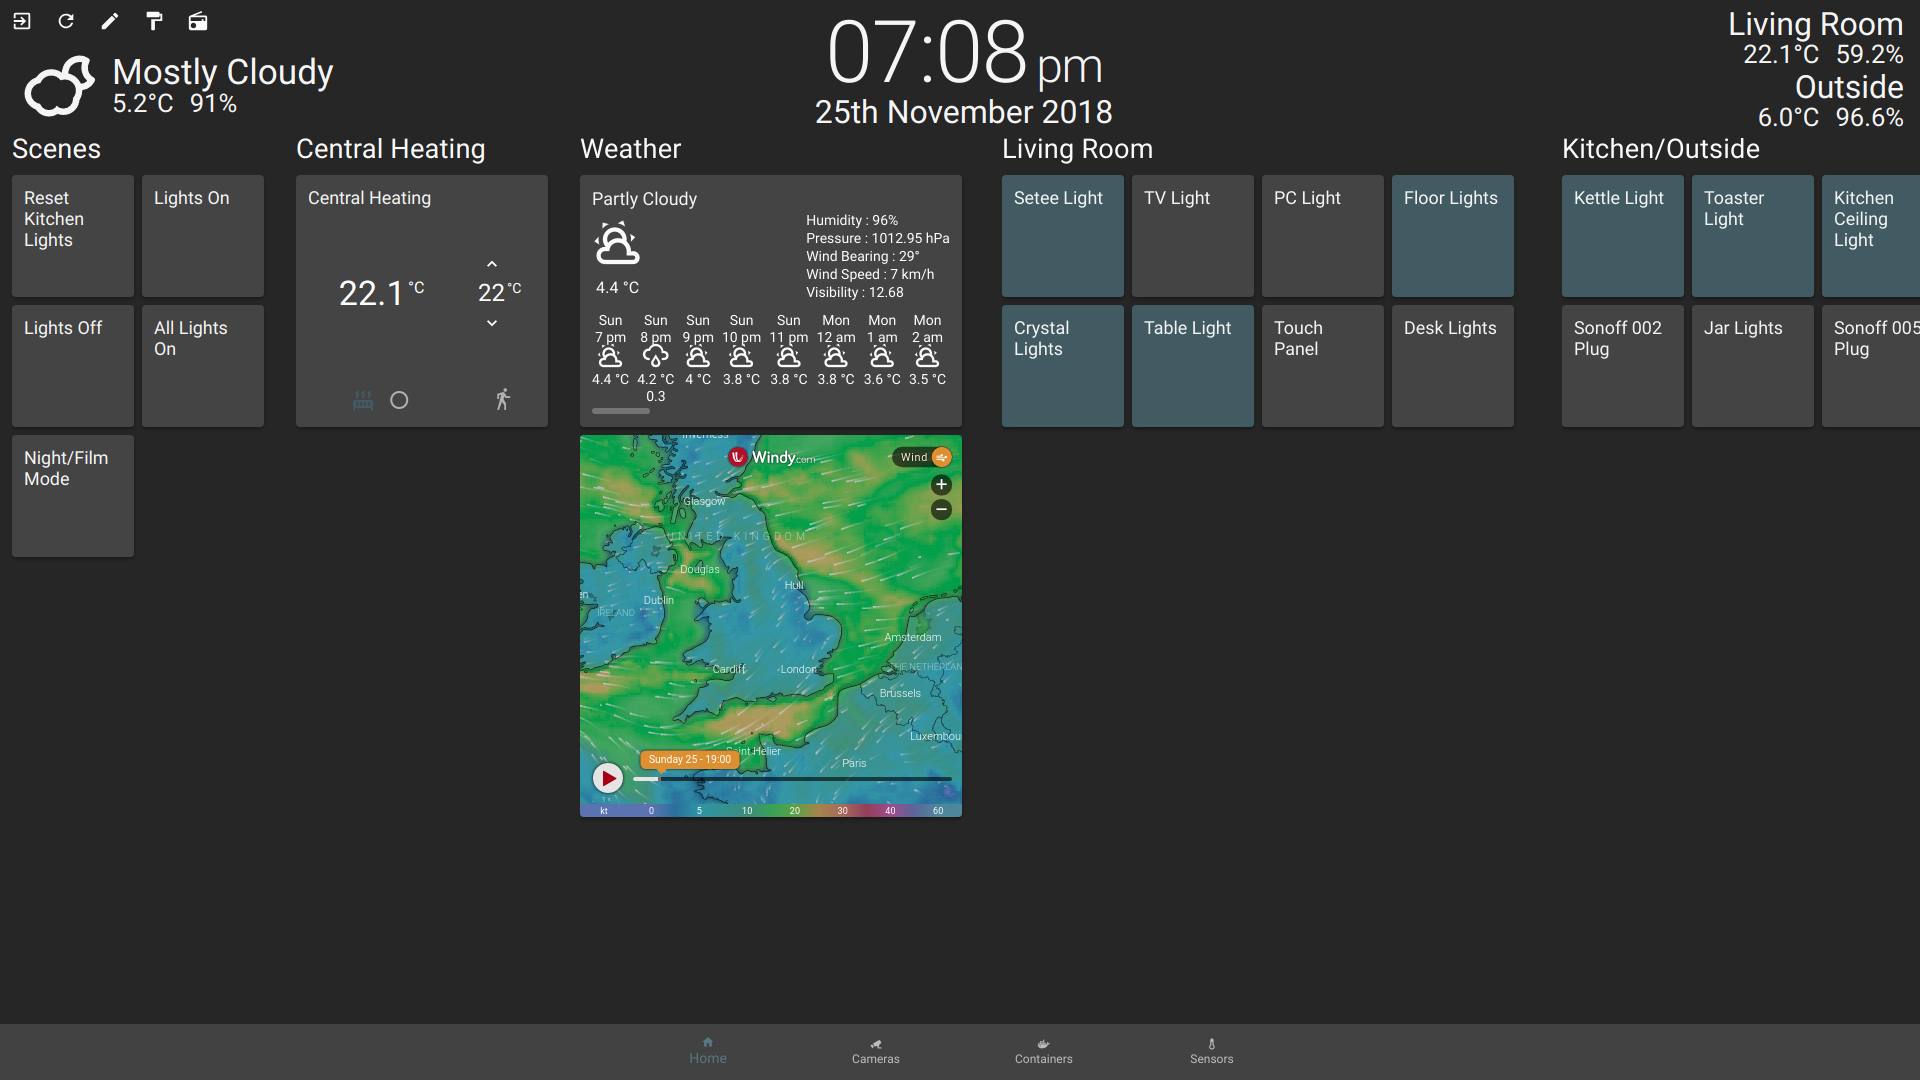 Mostly Cloudy
5.2°C 91%
07:08 pm
25th November 2018
Living Room
22.1°C 59.2%
Outside
6.0°C 96.6%
Scenes
Reset
Kitchen
Lights
Lights On
Lights Off
All Lights
On
Night/Film
Mode
Central Heating
Central Heating
22.1 °C
22 °C
Weather
Partly Cloudy
4.4 °C
Humidity : 96%
Pressure : 1012.95 hPa
Wind Bearing : 29°
Wind Speed : 7 km/h
Visibility : 12.68
Sun Sun Sun Sun Sun Mon Mon Mon
7 pm 8 pm 9 pm 10 pm 11 pm 12 am 1 am 2 am
4.4 °C 4.2 °C 4 °C 3.8 °C 3.8 °C 3.8 °C 3.6 °C 3.5 °C
0.3
Inverness
Windy.com
Wind
+
−
Glasgow
UNITED KINGDOM
Douglas
Hull
Dublin
IRELAND
Amsterdam
Cardiff
London
THE NETHERLAN
Brussels
Luxembou
Saint Helier
Sunday 25 - 19:00
Paris
kt 0 5 10 20 30 40 60
Living Room
Setee Light
TV Light
PC Light
Floor Lights
Crystal
Lights
Table Light
Touch
Panel
Desk Lights
Kitchen/Outside
Kettle Light
Toaster
Light
Kitchen
Ceiling
Light
Sonoff 002
Plug
Jar Lights
Sonoff 005
Plug
Home
Cameras
Containers
Sensors